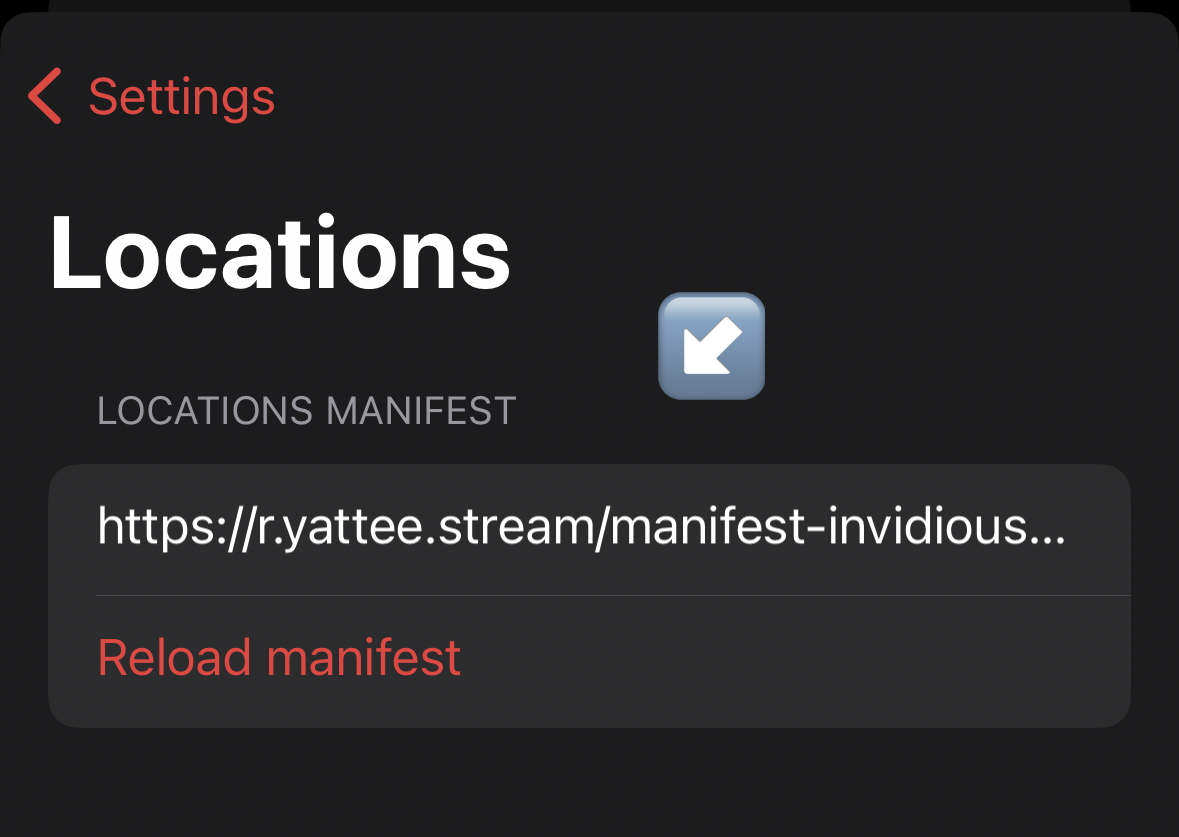 Settings
Locations
LOCATIONS MANIFEST
https://r.yattee.stream/manifest-invidious...
Reload manifest